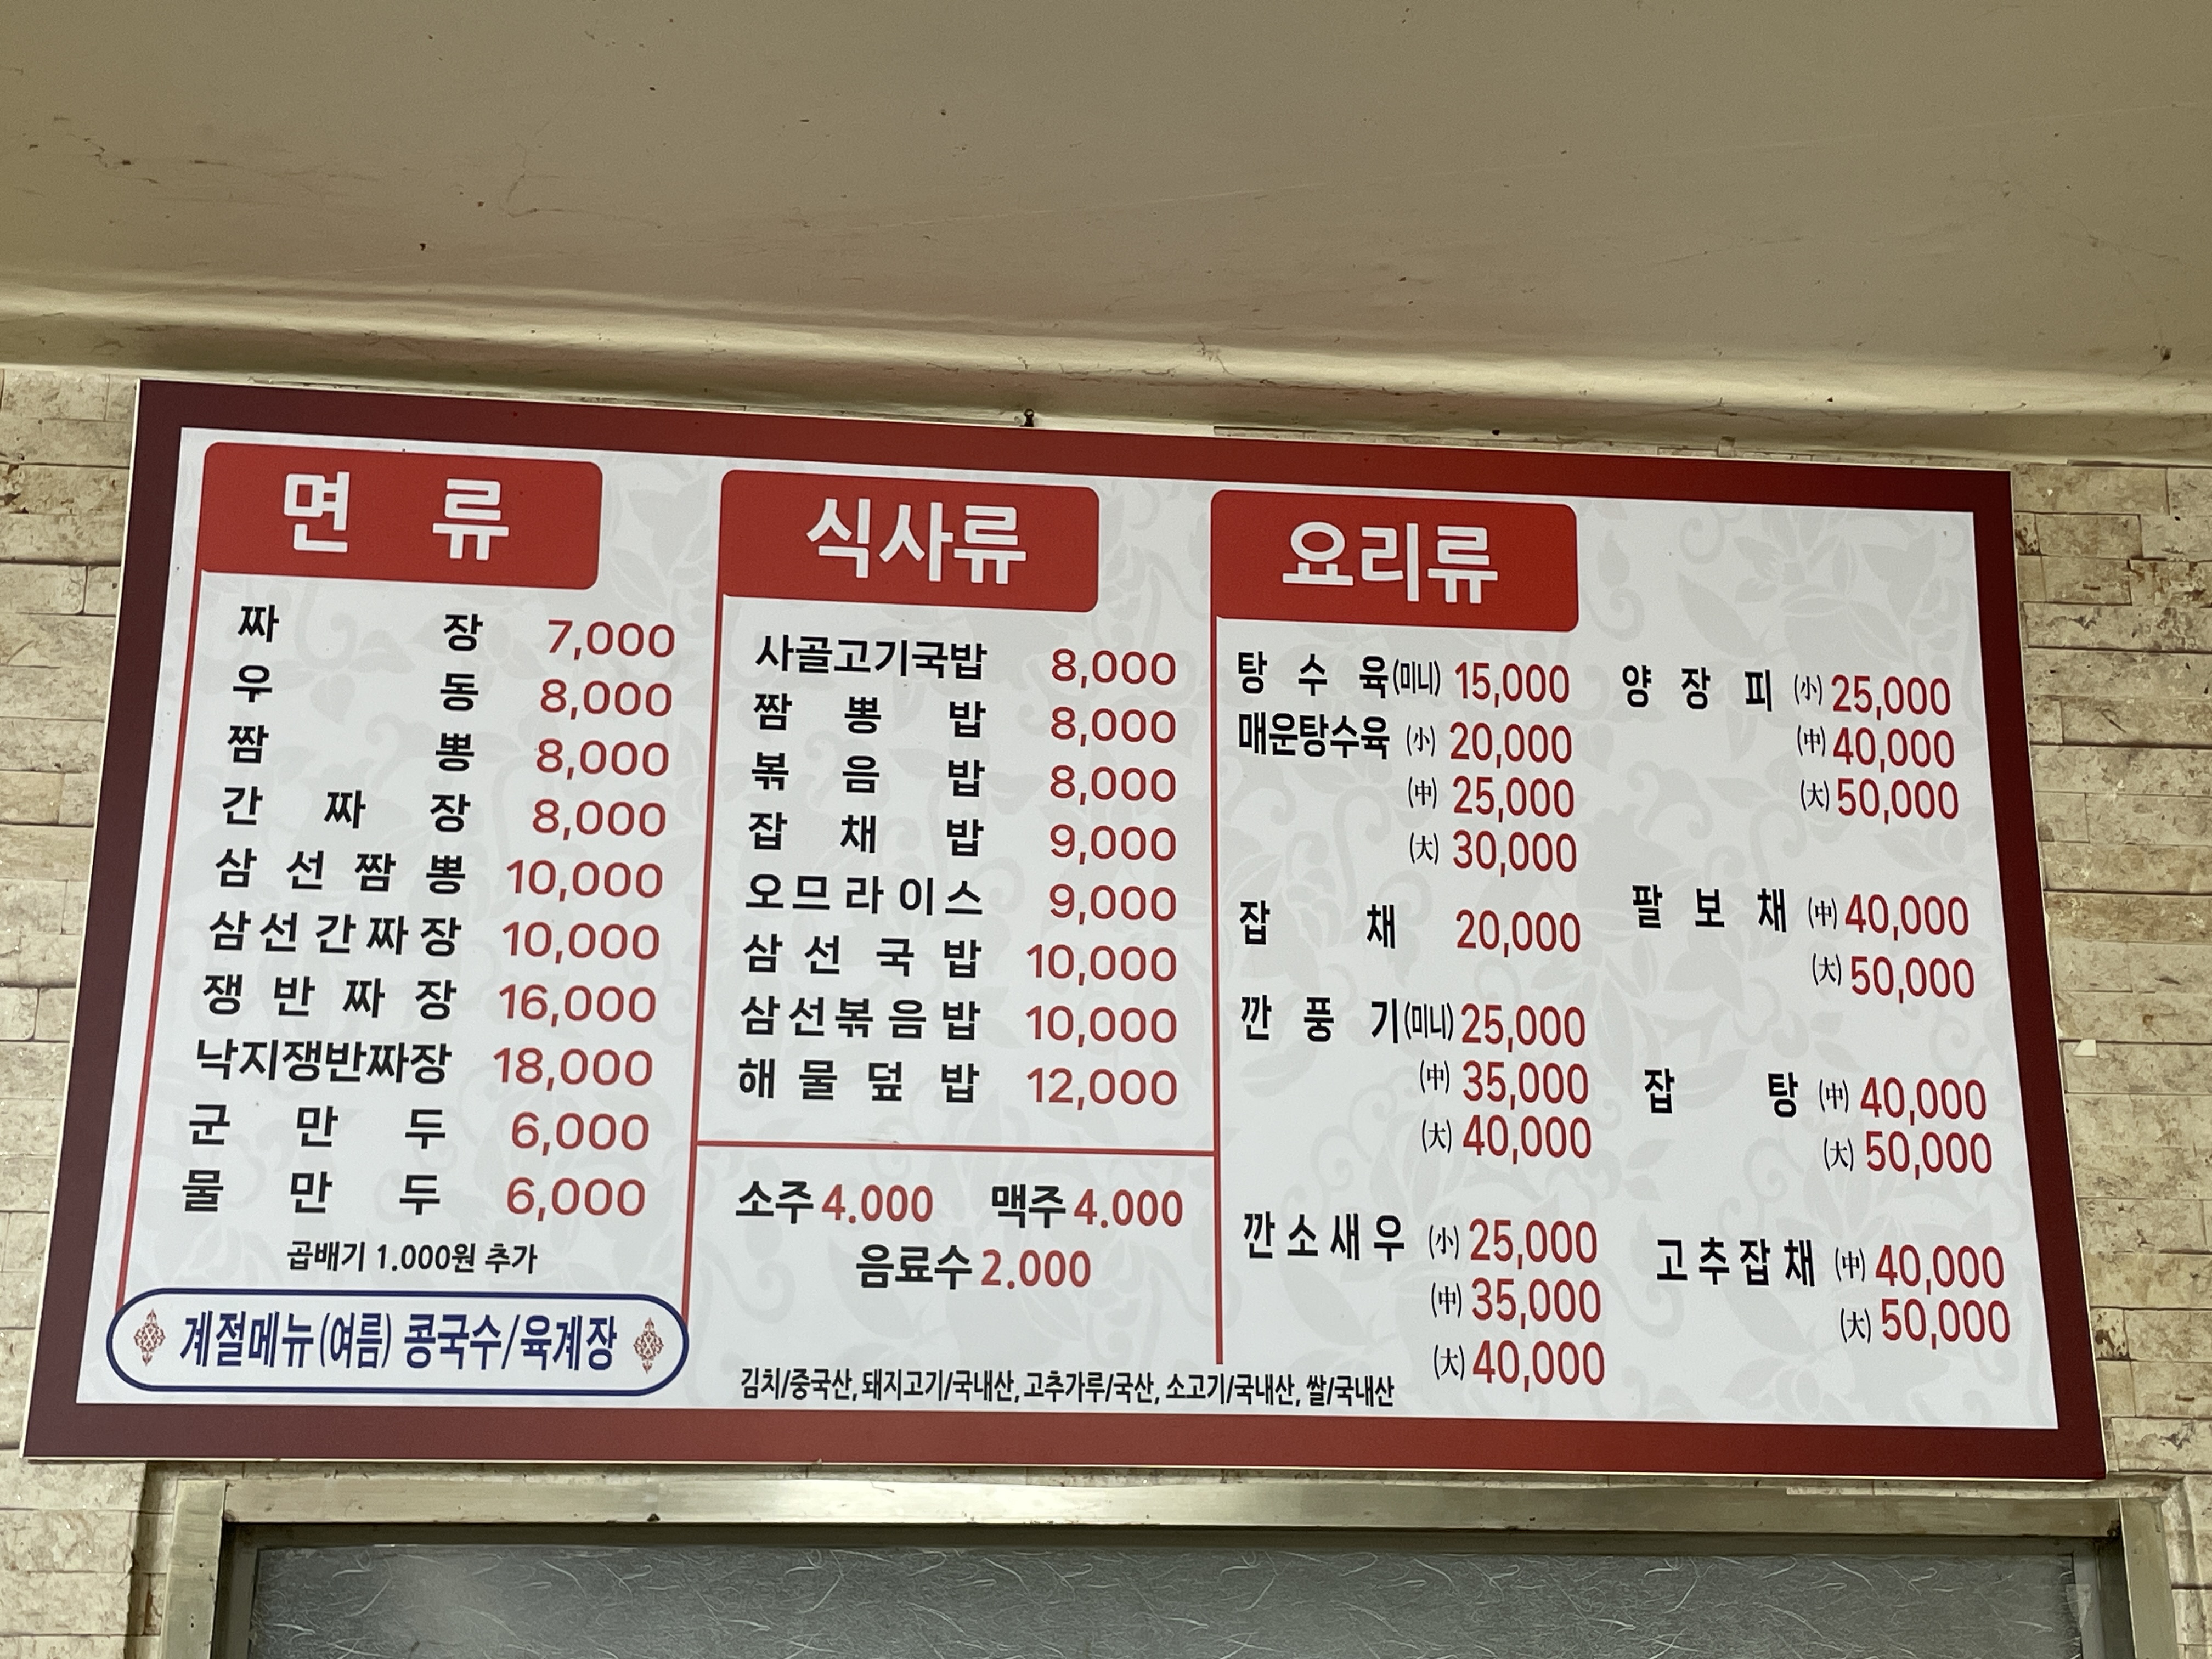 면 류
짜 장 7,000
우 동 8,000
짬 뽕 8,000
간 짜 장 8,000
삼 선 짬 뽕 10,000
삼 선 간 짜 장 10,000
쟁 반 짜 장 16,000
낙지쟁반짜장 18,000
군 만 두 6,000
물 만 두 6,000
곱배기 1.000원 추가
계절메뉴(여름) 콩국수/육계장
식사류
사골고기국밥 8,000
짬 뽕 밥 8,000
볶 음 밥 8,000
잡 채 밥 9,000
오므라이스 9,000
삼 선 국 밥 10,000
삼선볶음밥 10,000
해 물 덮 밥 12,000
소주 4.000 맥주 4.000
음료수 2.000
요리류
탕 수 육(미니) 15,000
매운탕수육 (小) 20,000
(中) 25,000
(大) 30,000
잡 채 20,000
깐 풍 기(미니) 25,000
(中) 35,000
(大) 40,000
깐소새우 (小) 25,000
(中) 35,000
(大) 40,000
양 장 피 (小) 25,000
(中) 40,000
(大) 50,000
팔 보 채 (中) 40,000
(大) 50,000
잡 탕 (中) 40,000
(大) 50,000
고추잡채 (中) 40,000
(大) 50,000
김치/중국산, 돼지고기/국내산, 고추가루/국산, 소고기/국내산, 쌀/국내산